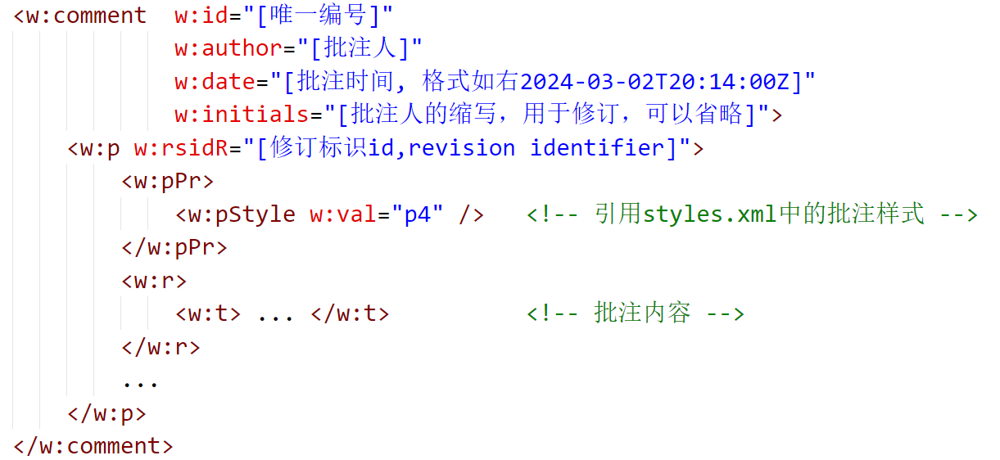 <w:comment  w:id="[唯一编号]"
            w:author="[批注人]"
            w:date="[批注时间, 格式如右2024-03-02T20:14:00Z]"
            w:initials="[批注人的缩写，用于修订，可以省略]">
    <w:p w:rsidR="[修订标识id,revision identifier]">
        <w:pPr>
            <w:pStyle w:val="p4" />   <!-- 引用styles.xml中的批注样式 -->
        </w:pPr>
        <w:r>
            <w:t> ... </w:t>          <!-- 批注内容 -->
        </w:r>
        ...
    </w:p>
</w:comment>